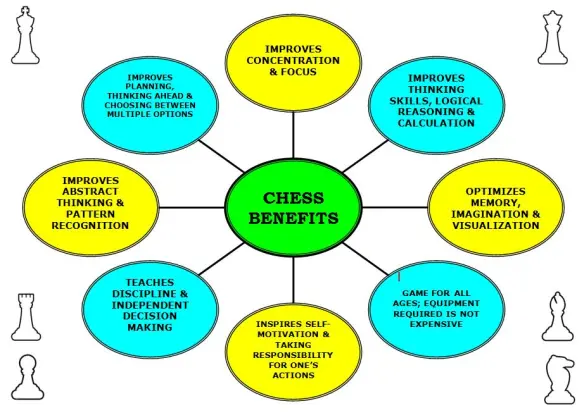 IMPROVES
CONCENTRATION
& FOCUS
IMPROVES
PLANNING,
THINKING AHEAD &
CHOOSING BETWEEN
MULTIPLE OPTIONS
IMPROVES
THINKING
SKILLS, LOGICAL
REASONING &
CALCULATION
IMPROVES
ABSTRACT
THINKING &
PATTERN
RECOGNITION
CHESS
BENEFITS
OPTIMIZES
MEMORY,
IMAGINATION &
VISUALIZATION
TEACHES
DISCIPLINE &
INDEPENDENT
DECISION
MAKING
GAME FOR ALL
AGES; EQUIPMENT
REQUIRED IS NOT
EXPENSIVE
INSPIRES SELF-
MOTIVATION &
TAKING
RESPONSIBILITY
FOR ONE'S
ACTIONS